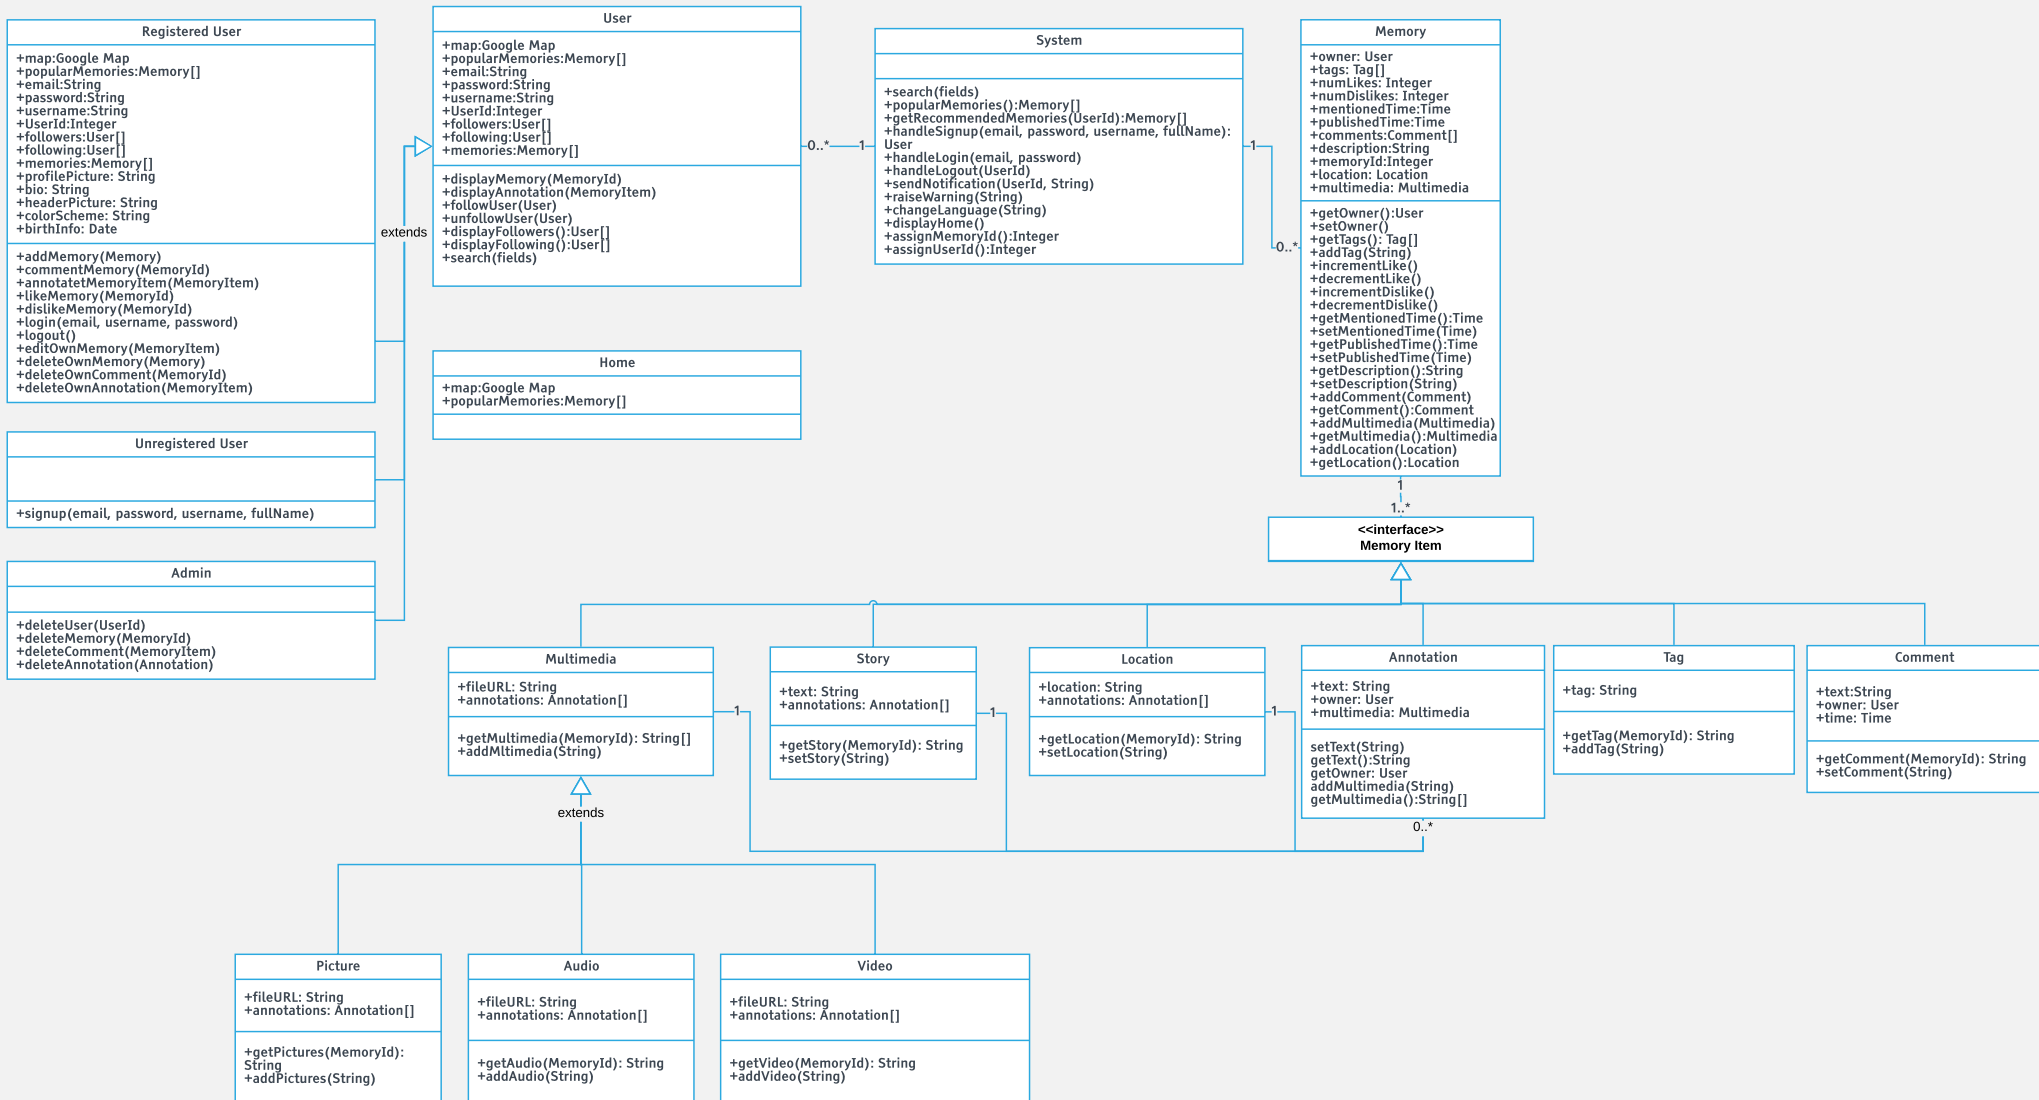 Registered User
+map:Google Map
+popularMemories:Memory[]
+email:String
+password:String
+username:String
+UserId:Integer
+followers:User[]
+following:User[]
+memories:Memory[]
+profilePicture: String
+bio: String
+headerPicture: String
+colorScheme: String
+birthInfo: Date
+addMemory(Memory)
+commentMemory(MemoryId)
+annotatetMemoryItem(MemoryItem)
+likeMemory(MemoryId)
+dislikeMemory(MemoryId)
+login(email, username, password)
+logout()
+editOwnMemory(MemoryItem)
+deleteOwnMemory(Memory)
+deleteOwnComment(MemoryId)
+deleteOwnAnnotation(MemoryItem)
Unregistered User
+signup(email, password, username, fullName)
Admin
+deleteUser(UserId)
+deleteMemory(MemoryId)
+deleteComment(MemoryItem)
+deleteAnnotation(Annotation)
extends
User
+map:Google Map
+popularMemories:Memory[]
+email:String
+password:String
+username:String
+UserId:Integer
+followers:User[]
+following:User[]
+memories:Memory[]
+displayMemory(MemoryId)
+displayAnnotation(MemoryItem)
+followUser(User)
+unfollowUser(User)
+displayFollowers():User[]
+displayFollowing():User[]
+search(fields)
Home
+map:Google Map
+popularMemories:Memory[]
0..*
1
System
+search(fields)
+popularMemories():Memory[]
+getRecommendedMemories(UserId):Memory[]
+handleSignup(email, password, username, fullName):
User
+handleLogin(email, password)
+handleLogout(UserId)
+sendNotification(UserId, String)
+raiseWarning(String)
+changeLanguage(String)
+displayHome()
+assignMemoryId():Integer
+assignUserId():Integer
1
0..*
Memory
+owner: User
+tags: Tag[]
+numLikes: Integer
+numDislikes: Integer
+mentionedTime:Time
+publishedTime:Time
+comments:Comment[]
+description:String
+memoryId:Integer
+location: Location
+multimedia: Multimedia
+getOwner():User
+setOwner()
+getTags(): Tag[]
+addTag(String)
+incrementLike()
+decrementLike()
+incrementDislike()
+decrementDislike()
+getMentionedTime():Time
+setMentionedTime(Time)
+getPublishedTime():Time
+setPublishedTime(Time)
+getDescription():String
+setDescription(String)
+addComment(Comment)
+getComment():Comment
+addMultimedia(Multimedia)
+getMultimedia():Multimedia
+addLocation(Location)
+getLocation():Location
1
1..*
<<interface>>
Memory Item
Multimedia
+fileURL: String
+annotations: Annotation[]
+getMultimedia(MemoryId): String[]
+addMltimedia(String)
1
Story
+text: String
+annotations: Annotation[]
+getStory(MemoryId): String
+setStory(String)
1
Location
+location: String
+annotations: Annotation[]
+getLocation(MemoryId): String
+setLocation(String)
1
Annotation
+text: String
+owner: User
+multimedia: Multimedia
setText(String)
getText():String
getOwner: User
addMultimedia(String)
getMultimedia():String[]
0..*
Tag
+tag: String
+getTag(MemoryId): String
+addTag(String)
Comment
+text:String
+owner: User
+time: Time
+getComment(MemoryId): String
+setComment(String)
extends
Picture
+fileURL: String
+annotations: Annotation[]
+getPictures(MemoryId):
String
+addPictures(String)
Audio
+fileURL: String
+annotations: Annotation[]
+getAudio(MemoryId): String
+addAudio(String)
Video
+fileURL: String
+annotations: Annotation[]
+getVideo(MemoryId): String
+addVideo(String)